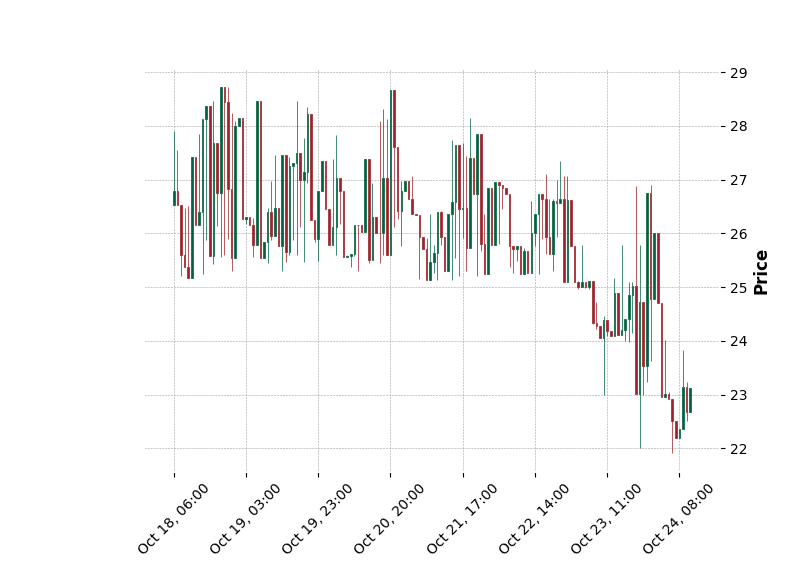 29
28
27
26
25
24
23
22
Price
Oct 18, 06:00
Oct 19, 03:00
Oct 19, 23:00
Oct 20, 20:00
Oct 21, 17:00
Oct 22, 14:00
Oct 23, 11:00
Oct 24, 08:00